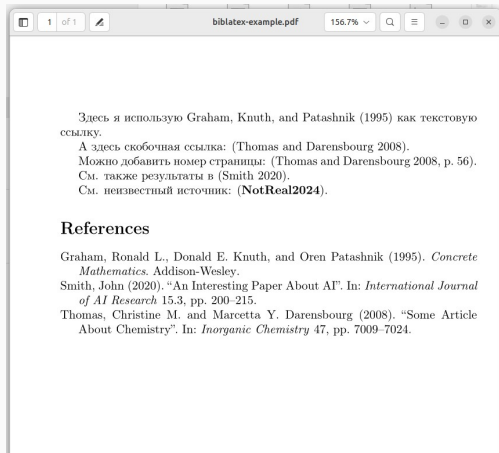 1 of 1
biblatex-example.pdf
156.7%
Здесь я использую Graham, Knuth, and Patashnik (1995) как текстовую
ссылку.
А здесь скобочная ссылка: (Thomas and Darensbourg 2008).
Можно добавить номер страницы: (Thomas and Darensbourg 2008, p. 56).
См. также результаты в (Smith 2020).
См. неизвестный источник: (NotReal2024).
References
Graham, Ronald L., Donald E. Knuth, and Oren Patashnik (1995). Concrete
Mathematics. Addison-Wesley.
Smith, John (2020). “An Interesting Paper About AI”. In: International Journal
of AI Research 15.3, pp. 200–215.
Thomas, Christine M. and Marcetta Y. Darensbourg (2008). “Some Article
About Chemistry”. In: Inorganic Chemistry 47, pp. 7009–7024.